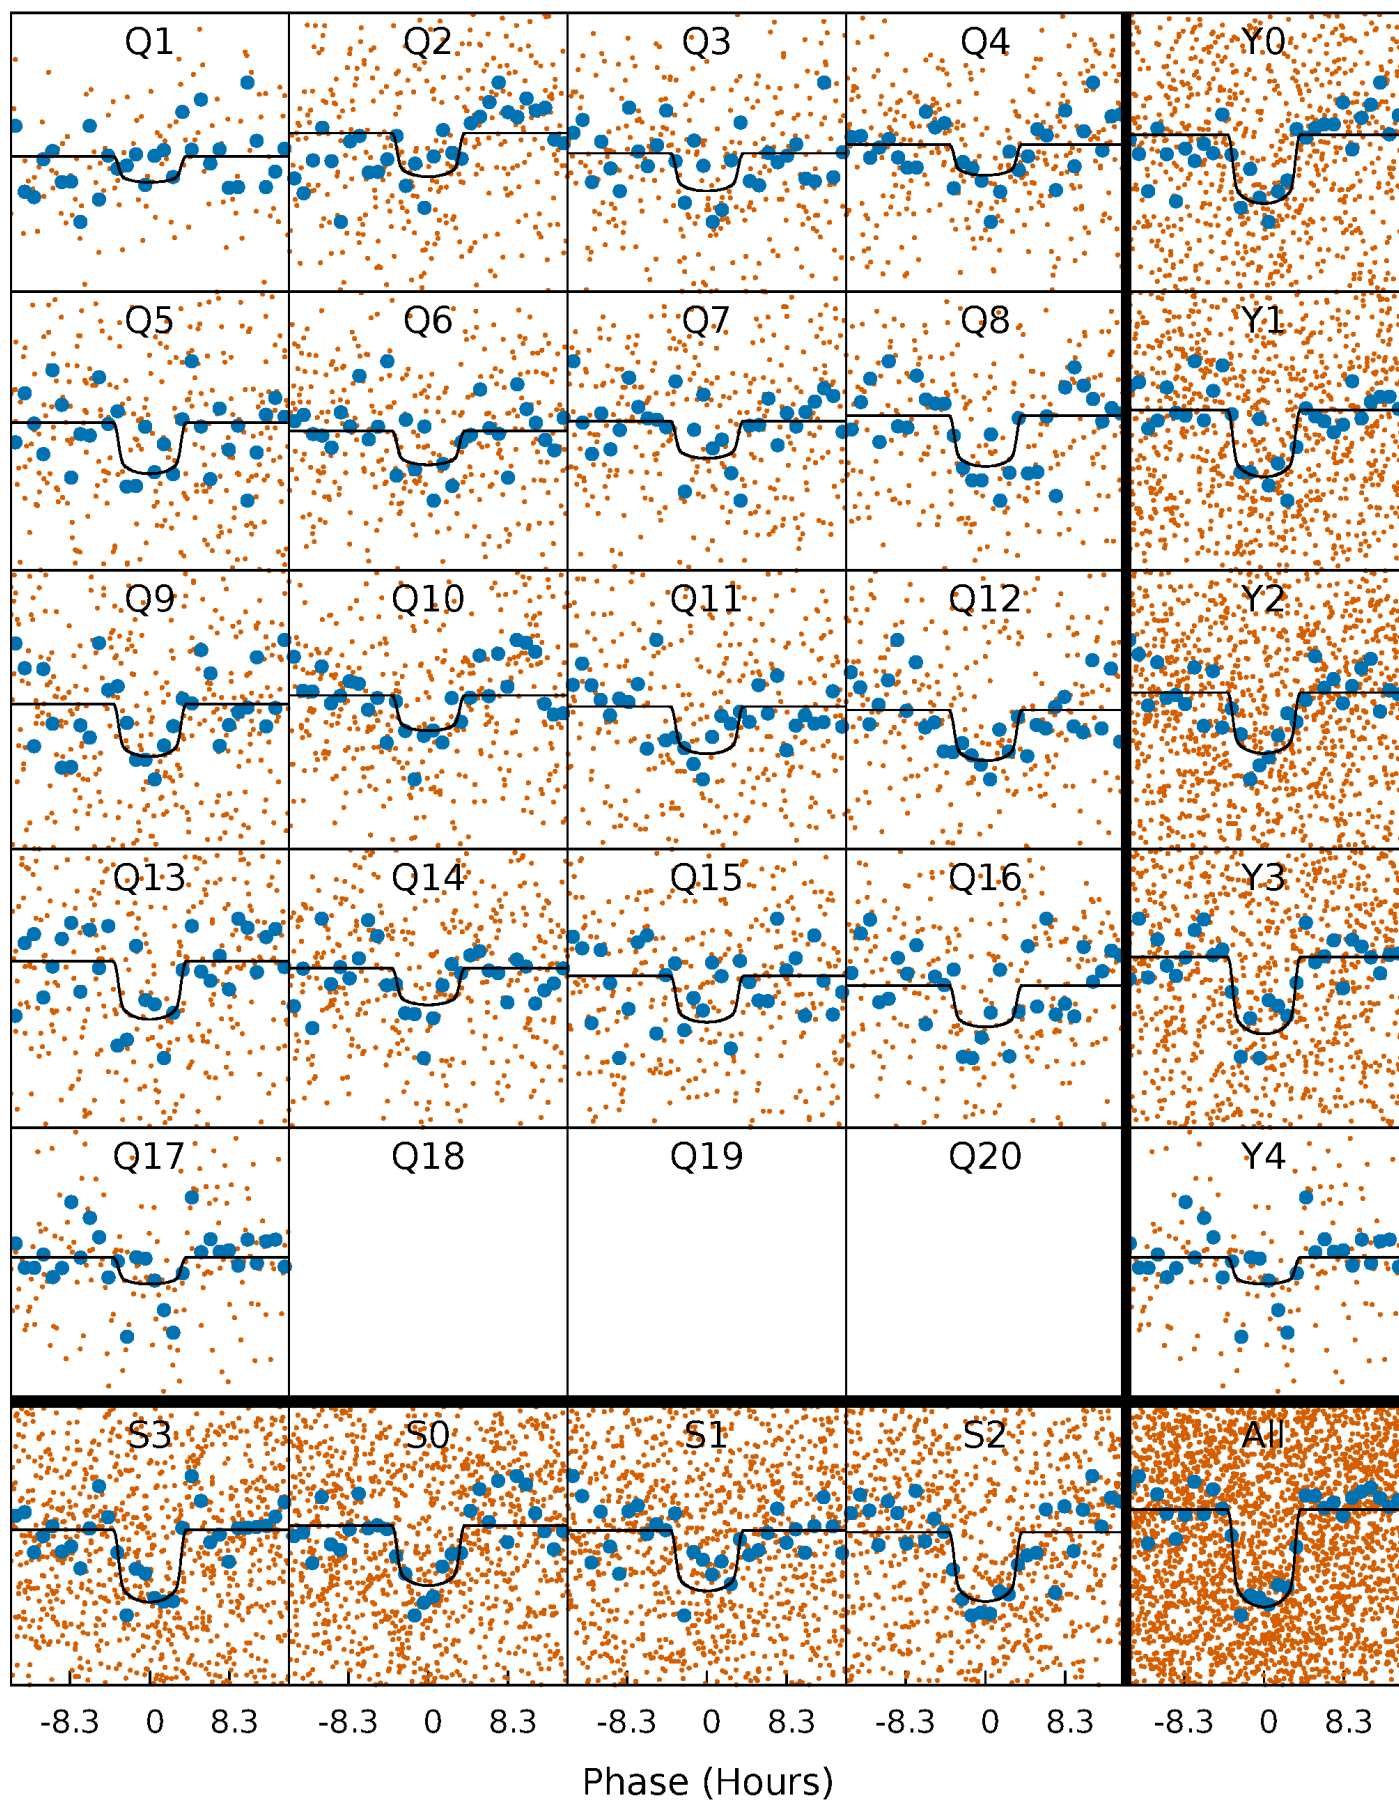 Q1 Q2 Q3 Q4 Y0
Q5 Q6 Q7 Q8 Y1
Q9 Q10 Q11 Q12 Y2
Q13 Q14 Q15 Q16 Y3
Q17 Q18 Q19 Q20 Y4
S3 S0 S1 S2 All
-8.3 0 8.3 -8.3 0 8.3 -8.3 0 8.3 -8.3 0 8.3 -8.3 0 8.3
Phase (Hours)